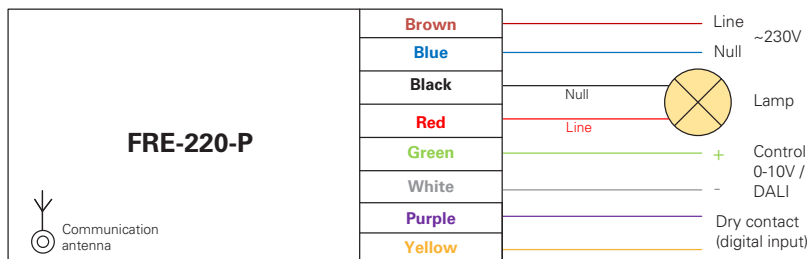 Brown
Line
~230V
Blue
Null
Black
Null
Lamp
Red
Line
FRE-220-P
Green
+
Control
0-10V /
DALI
White
-
Purple
Dry contact
(digital input)
Yellow
Communication
antenna